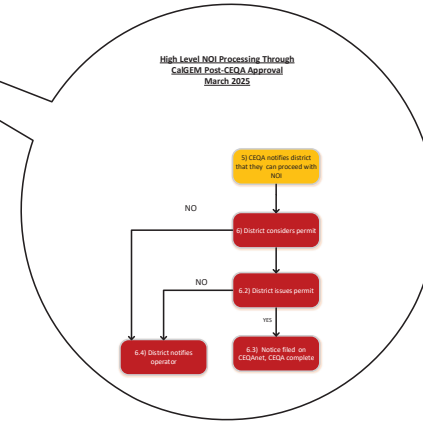 High Level NOI Processing Through
CalGEM Post-CEQA Approval
March 2025
5) CEQA notifies district
that they can proceed with
NOI
NO
6) District considers permit
NO
6.2) District issues permit
YES
6.4) District notifies
operator
6.3) Notice filed on
CEQAnet, CEQA complete